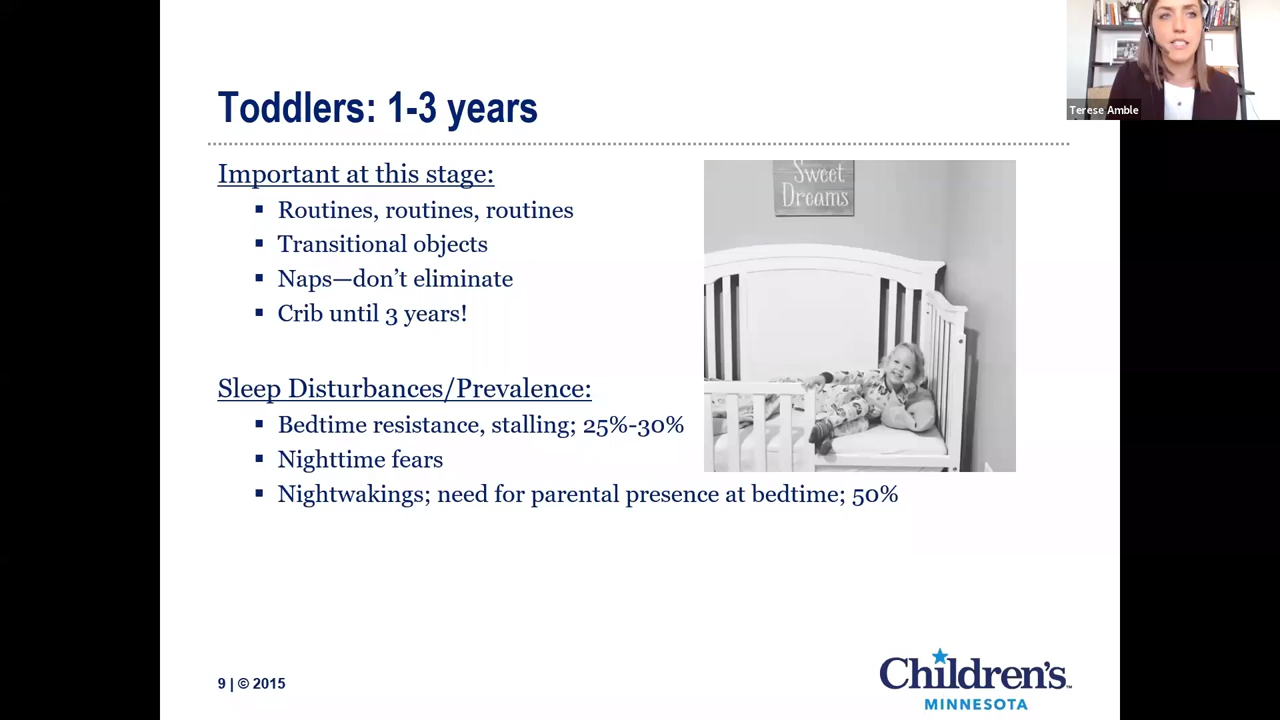 Terese Amble
Toddlers: 1-3 years
Important at this stage:
▪ Routines, routines, routines
▪ Transitional objects
▪ Naps—don’t eliminate
▪ Crib until 3 years!
Sweet
Dreams
Sleep Disturbances/Prevalence:
▪ Bedtime resistance, stalling; 25%-30%
▪ Nighttime fears
▪ Nightwakings; need for parental presence at bedtime; 50%
9 | © 2015
Children's™
MINNESOTA